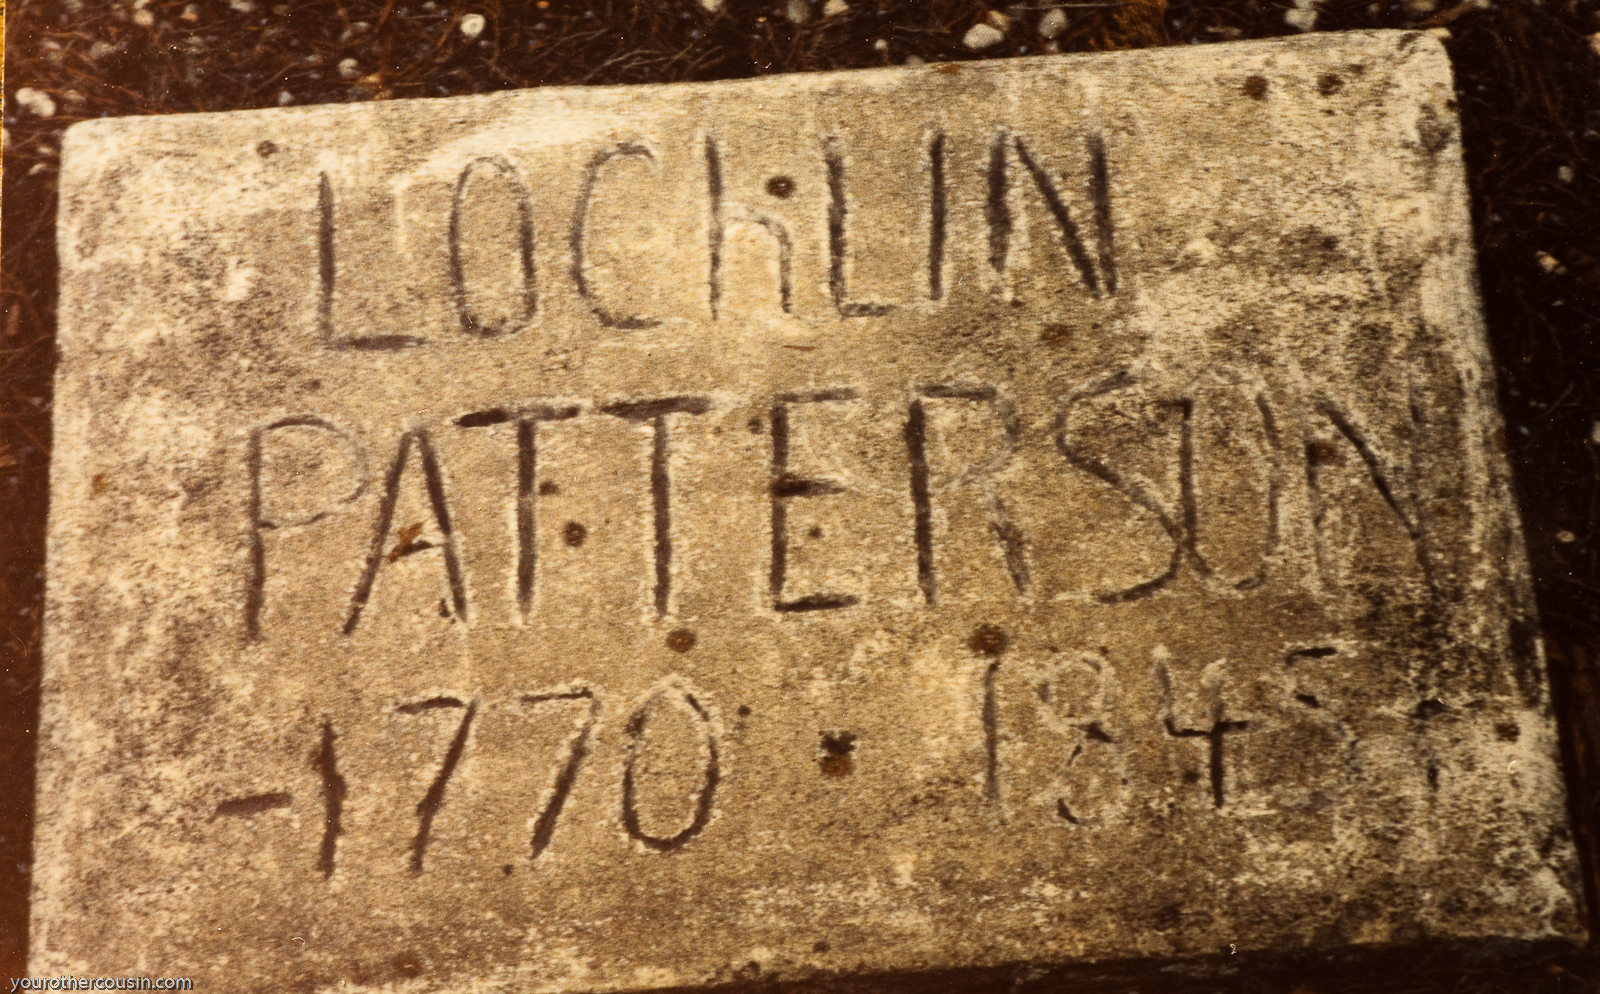 LOChLIN
PATTERSON
-1770 - 1845
yourothercousin.com